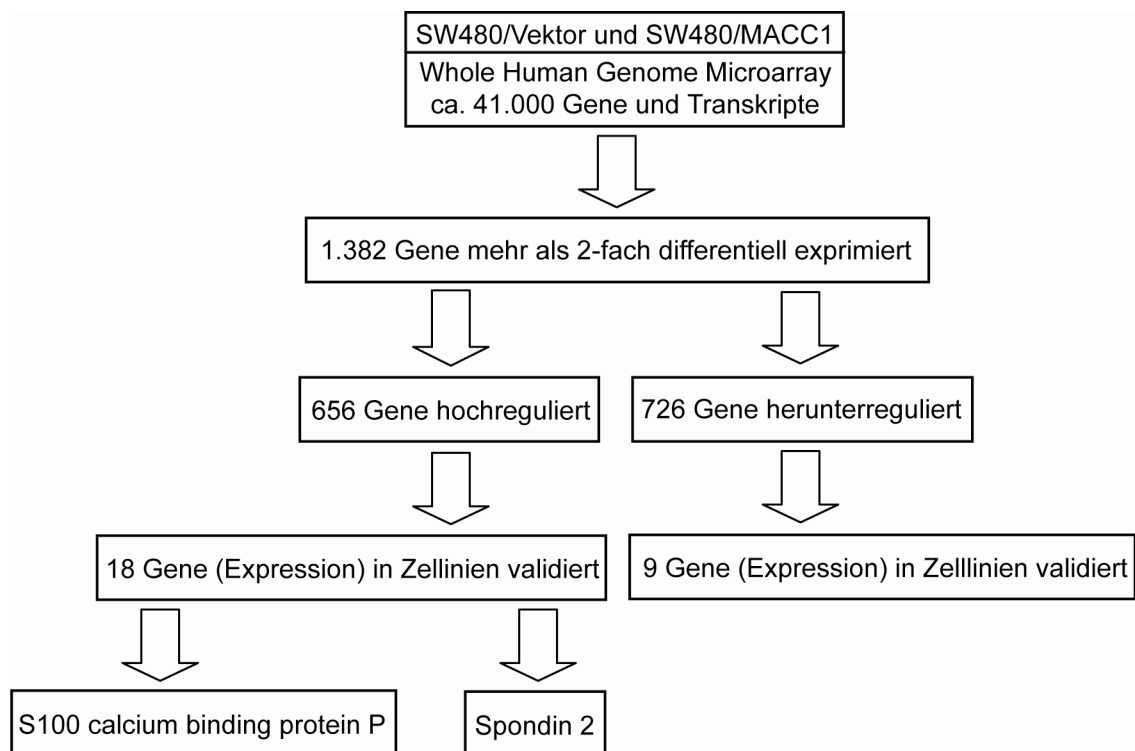 SW480/Vektor und SW480/MACC1
Whole Human Genome Microarray
ca. 41.000 Gene und Transkripte
1.382 Gene mehr als 2-fach differentiell exprimiert
656 Gene hochreguliert
726 Gene herunterreguliert
18 Gene (Expression) in Zellinien validiert
9 Gene (Expression) in Zelllinien validiert
S100 calcium binding protein P
Spondin 2